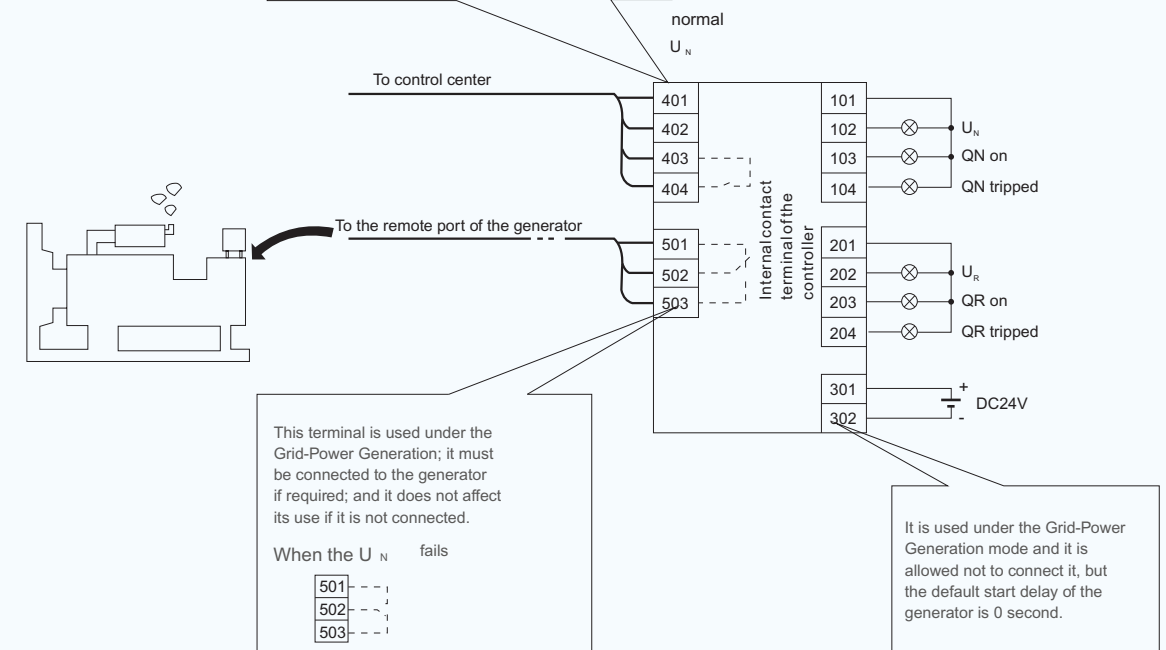 normal
U N
To control center
401
402
403
404
To the remote port of the generator
501
502
503
Internal contact
terminal of the
controller
101
102
103
104
U N
QN on
QN tripped
201
202
203
204
U R
QR on
QR tripped
301
302
+
DC24V
-
This terminal is used under the
Grid-Power Generation; it must
be connected to the generator
if required; and it does not affect
its use if it is not connected.
When the U N fails
501
502
503
It is used under the Grid-Power
Generation mode and it is
allowed not to connect it, but
the default start delay of the
generator is 0 second.